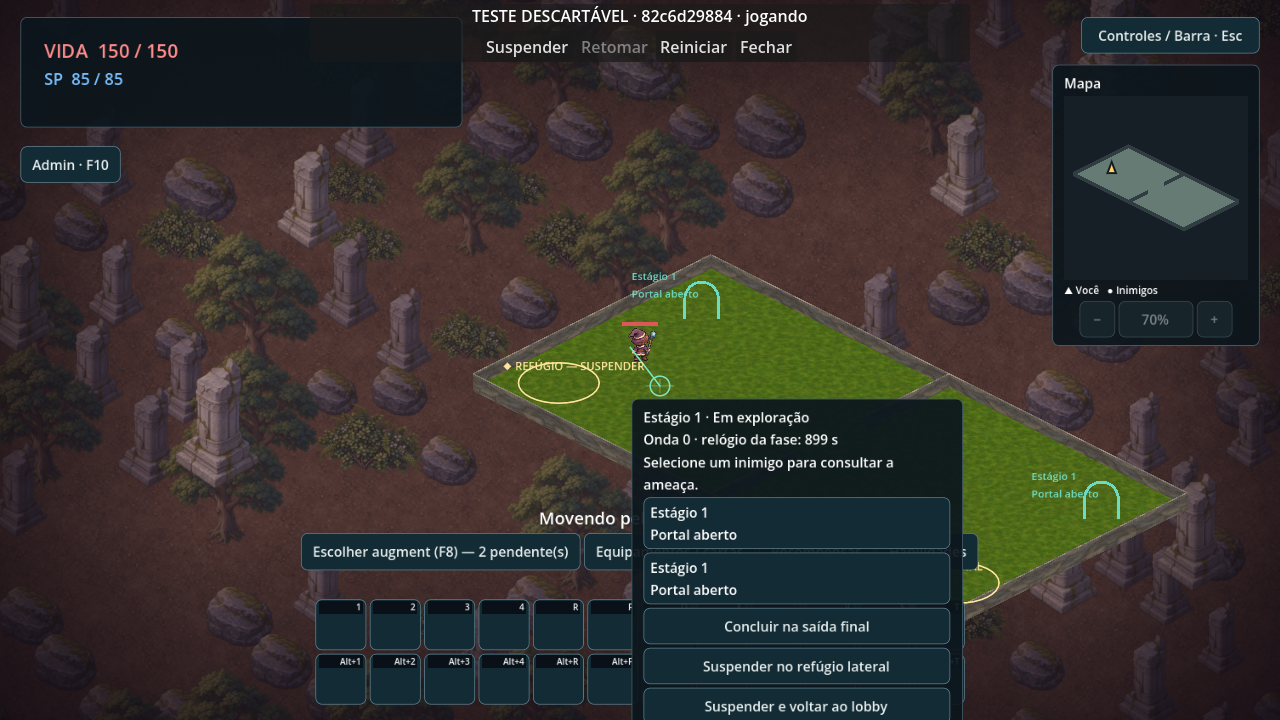 TESTE DESCARTÁVEL · 82c6d29884 · jogando
Suspender Retomar Reiniciar Fechar
VIDA 150 / 150
SP 85 / 85
Admin · F10
Controles / Barra · Esc
Mapa
▲ Você ● Inimigos
− 70% +
Estágio 1
Portal aberto
◆ REFÚGIO — SUSPENDER
Estágio 1
Portal aberto
Estágio 1 · Em exploração
Onda 0 · relógio da fase: 899 s
Selecione um inimigo para consultar a
ameaça.
Estágio 1
Portal aberto
Estágio 1
Portal aberto
Concluir na saída final
Suspender no refúgio lateral
Suspender e voltar ao lobby
Movendo
Escolher augment (F8) — 2 pendente(s)
1 2 3 4 R
Alt+1 Alt+2 Alt+3 Alt+4 Alt+R